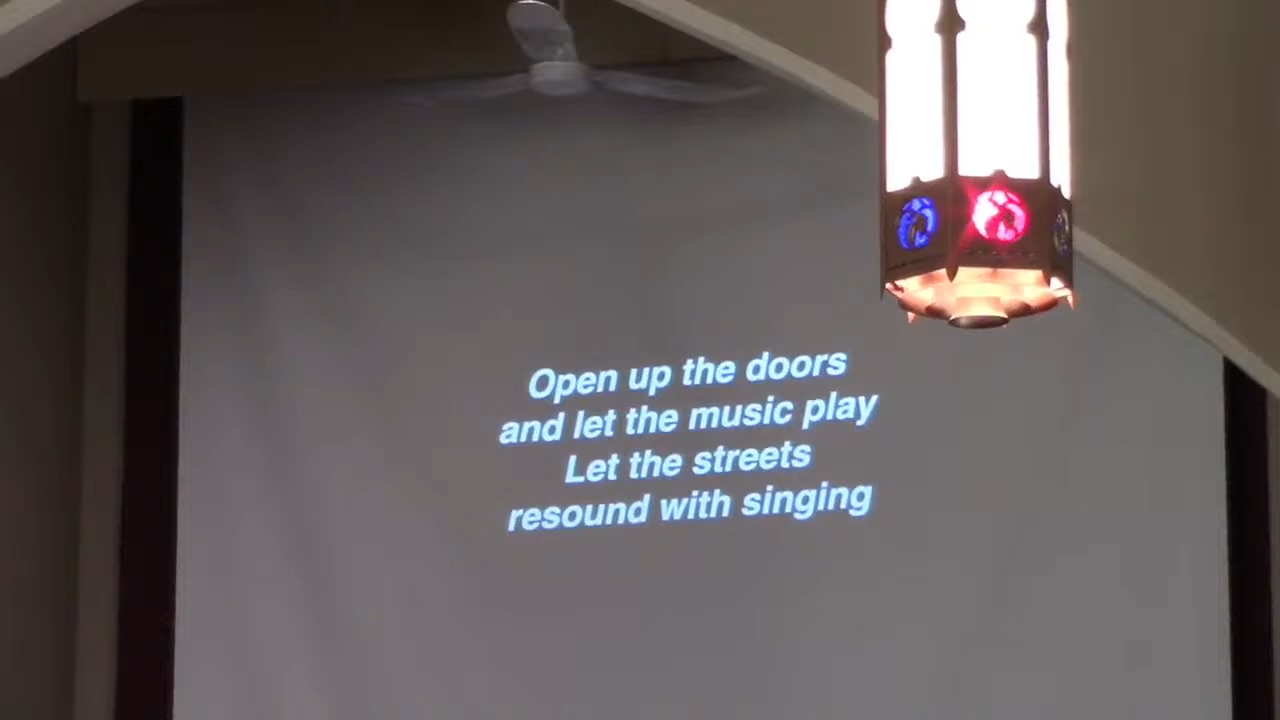 Open up the doors
and let the music play
Let the streets
resound with singing